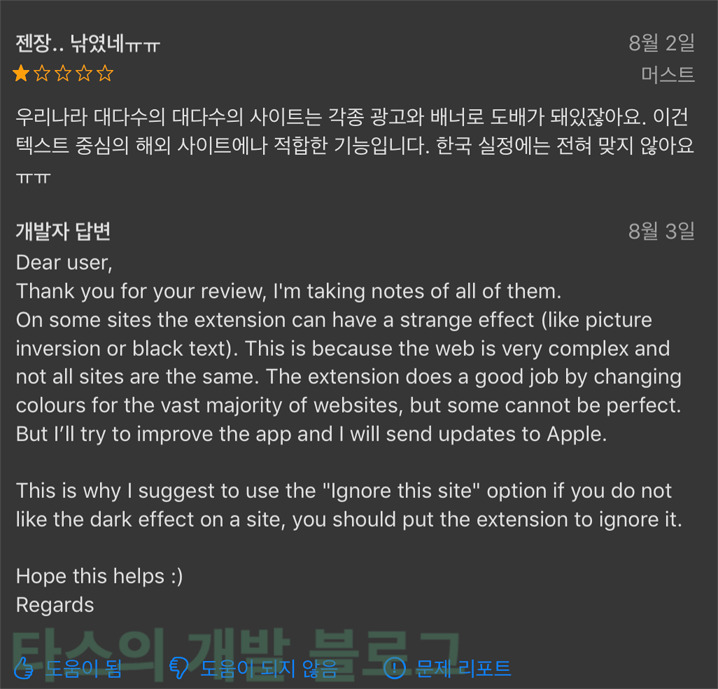 젠장.. 낚였네ㅠㅠ 8월 2일
머스트
우리나라 대다수의 대다수의 사이트는 각종 광고와 배너로 도배가 돼있잖아요. 이건
텍스트 중심의 해외 사이트에나 적합한 기능입니다. 한국 실정에는 전혀 맞지 않아요
ㅠㅠ
개발자 답변 8월 3일
Dear user,
Thank you for your review, I'm taking notes of all of them.
On some sites the extension can have a strange effect (like picture
inversion or black text). This is because the web is very complex and
not all sites are the same. The extension does a good job by changing
colours for the vast majority of websites, but some cannot be perfect.
But I’ll try to improve the app and I will send updates to Apple.
This is why I suggest to use the "Ignore this site" option if you do not
like the dark effect on a site, you should put the extension to ignore it.
Hope this helps :)
Regards
타스의 개발 블로그
도움이 됨 도움이 되지 않음 문제 리포트